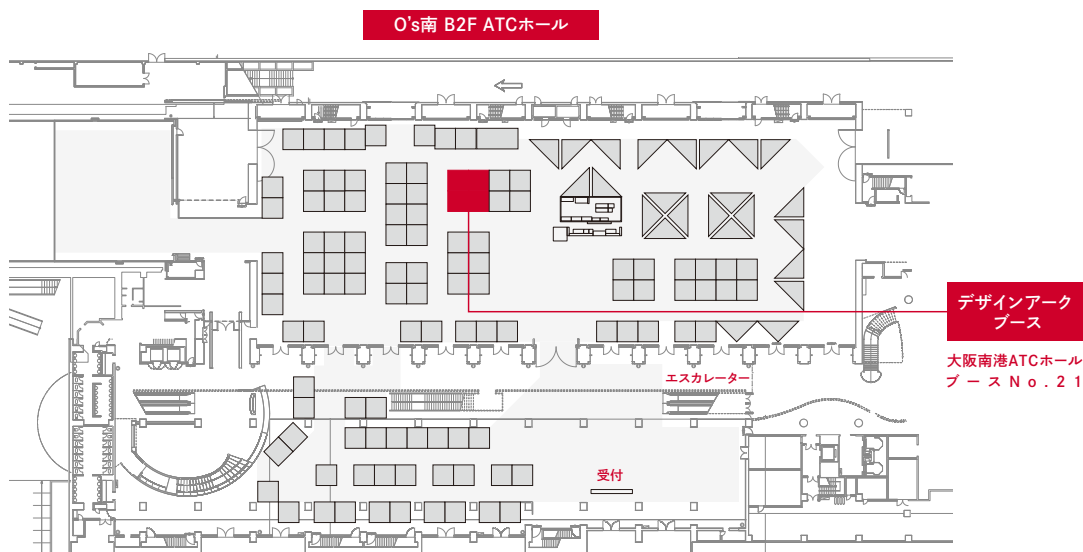 O's南 B2F ATCホール
デザインアーク
ブース
大阪南港ATCホール
ブースNo.21
エスカレーター
受付